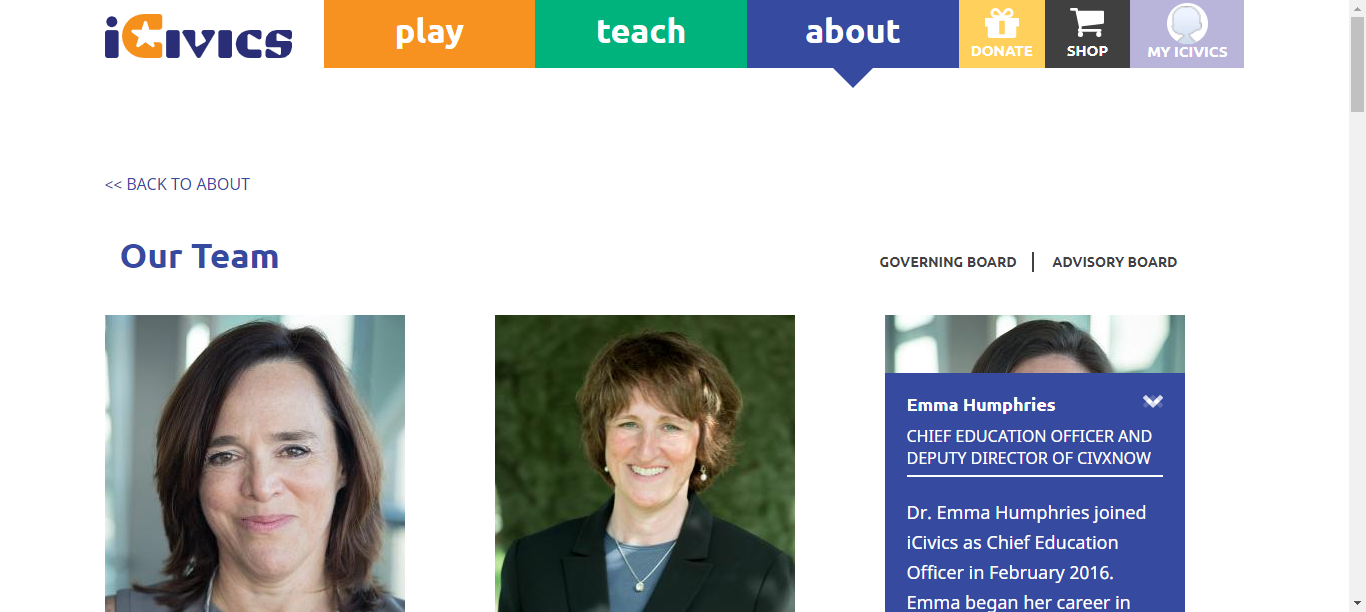 iCivics
play
teach
about
DONATE
SHOP
MY ICIVICS
<< BACK TO ABOUT
Our Team
GOVERNING BOARD
ADVISORY BOARD
Emma Humphries
CHIEF EDUCATION OFFICER AND
DEPUTY DIRECTOR OF CIVXNOW
Dr. Emma Humphries joined
iCivics as Chief Education
Officer in February 2016.
Emma began her career in